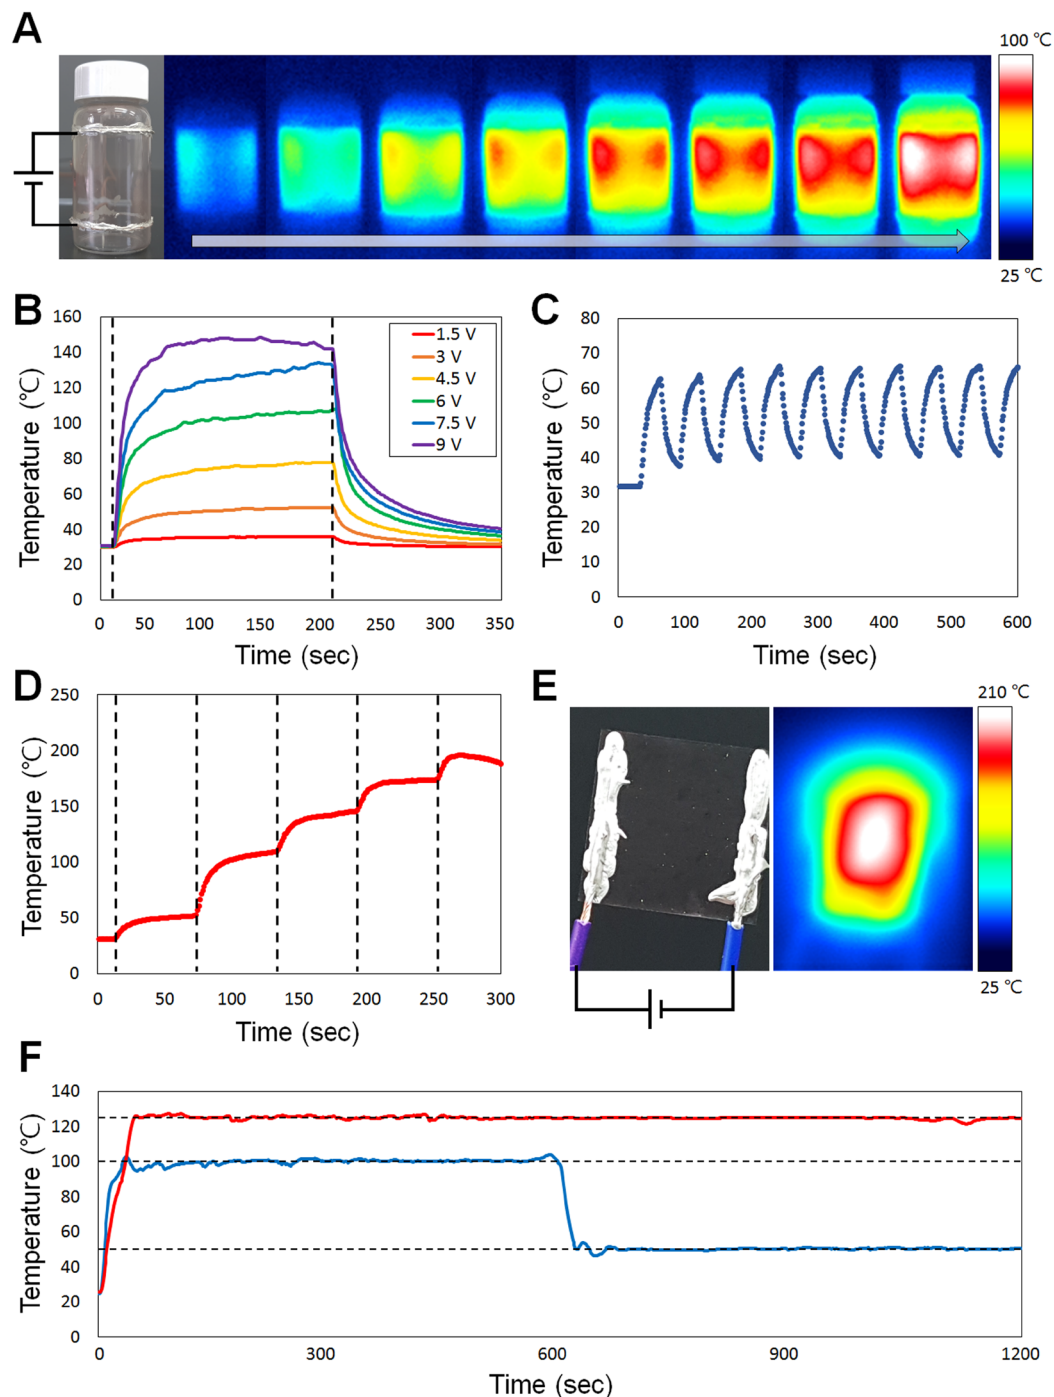 A
100 ℃
25 ℃
B
160
140
120
100
80
60
40
20
0
Temperature (℃)
1.5 V
3 V
4.5 V
6 V
7.5 V
9 V
0 50 100 150 200 250 300 350
Time (sec)
C
80
70
60
50
40
30
20
10
0
Temperature (℃)
0 100 200 300 400 500 600
Time (sec)
D
250
200
150
100
50
0
Temperature (℃)
0 50 100 150 200 250 300
Time (sec)
E
210 ℃
25 ℃
F
140
120
100
80
60
40
20
0
Temperature (℃)
0 300 600 900 1200
Time (sec)